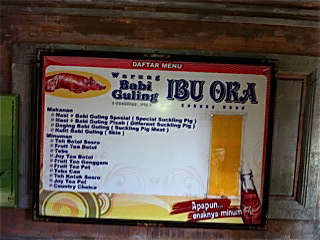 DAFTAR MENU
Warung
Babi
Guling
IBU OKA
Makanan
Nasi + Babi Guling Spesial ( Special Suckling Pig )
Nasi + Babi Guling Pisah ( Different Suckling Pig )
Daging Babi Guling ( Suckling Pig Meat )
Kulit Babi Guling ( Skin )
Minuman
Teh Botol Sosro
Fruit Tea Botol
Tebs
Joy Tea Botol
Fruit Tea Genggam
Fruit Tea Pet
Tebs Can
Teh Kotak Sosro
Joy Tea Pet
Country Choice
Apapun...
enaknya minum